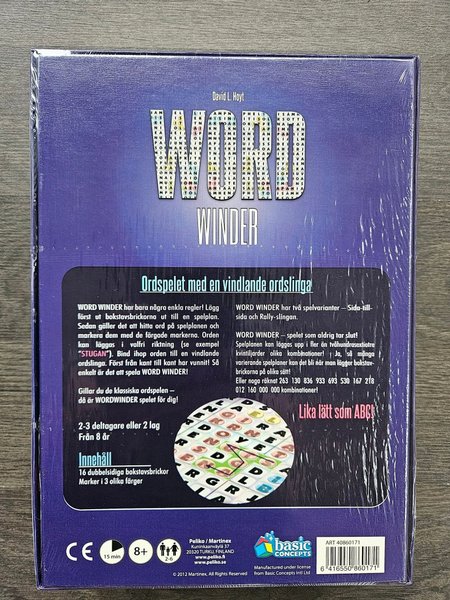 David L. Hoyt
WORD
WINDER
Ordspelet med en vindlande ordslinga
WORD WINDER har bara några enkla regler! Lägg
först ut bokstavsbrickorna ut till en spelplan.
Sedan gäller det att hitta ord på spelplanen och
markera dem med de färgade markörerna. Orden
kan läggas i valfri riktning (se exempel
"STUGAN"). Bind ihop orden till en vindlande
ordslinga. Först från kant till kant har vunnit! Så
enkelt är det att spela WORD WINDER!
Gillar du de klassiska ordspelen –
då är WORDWINDER spelet för dig!
2-3 deltagare eller 2 lag
Från 8 år
Innehåll
16 dubbelsidiga bokstavsbrickor
Marker i 3 olika färger
WORD WINDER har två spelvarianter – Sida-till-
sida och Rally-slingan.
WORD WINDER – spelet som aldrig tar slut!
Spelplanen kan läggas upp i fler än tvåhundrasextiotre
kvintiljarder olika kombinationer! ; Ja, så många
varierande spelplaner kan det bli när man lägger bokstavs-
brickorna på olika sätt!
Eller noga räknat 263 130 836 933 693 530 167 218
012 160 000 000 kombinationer!
Lika lätt som ABC!
CE
15 min
8+
2-6
Peliko / Martinex
Kuninkaanväylä 37
20320 TURKU, FINLAND
www.peliko.fi
www.peliko.se
© 2012 Martinex, All Rights Reserved
basic
CONCEPTS
Manufactured under license
from Basic Concepts Intl Ltd
ART 40860171
6 416550 860171